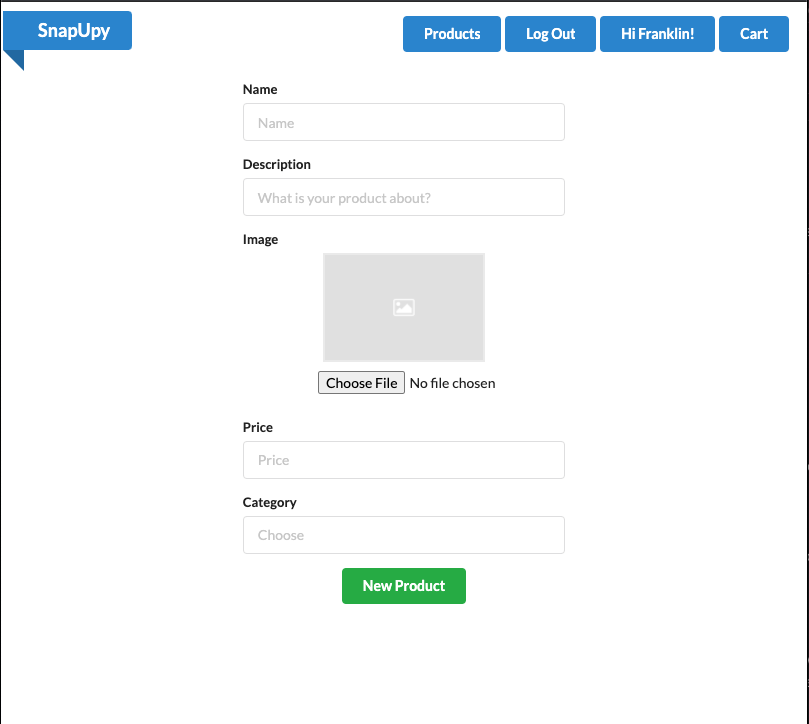 SnapUpy
Products Log Out Hi Franklin! Cart
Name
Name
Description
What is your product about?
Image
Choose File No file chosen
Price
Price
Category
Choose
New Product